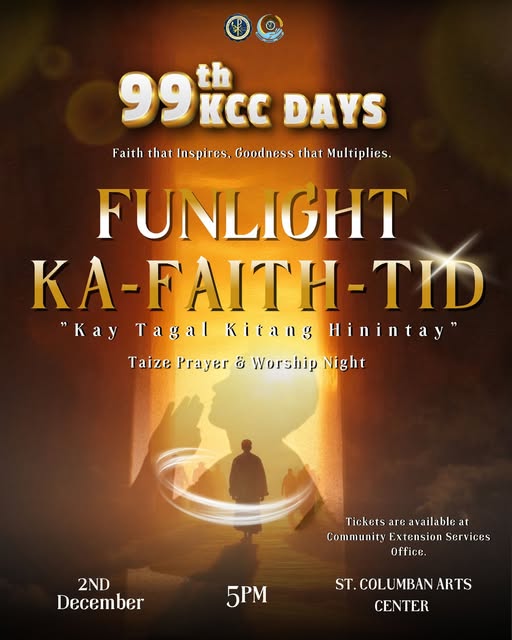 99th
KCC DAYS
Faith that Inspires, Goodness that Multiplies.
FUNLIGHT
KA-FAITH-TID
"Kay Tagal Kitang Hinintay"
Taize Prayer & Worship Night
Tickets are available at
Community Extension Services
Office.
2ND
December
5PM
ST. COLUMBAN ARTS
CENTER